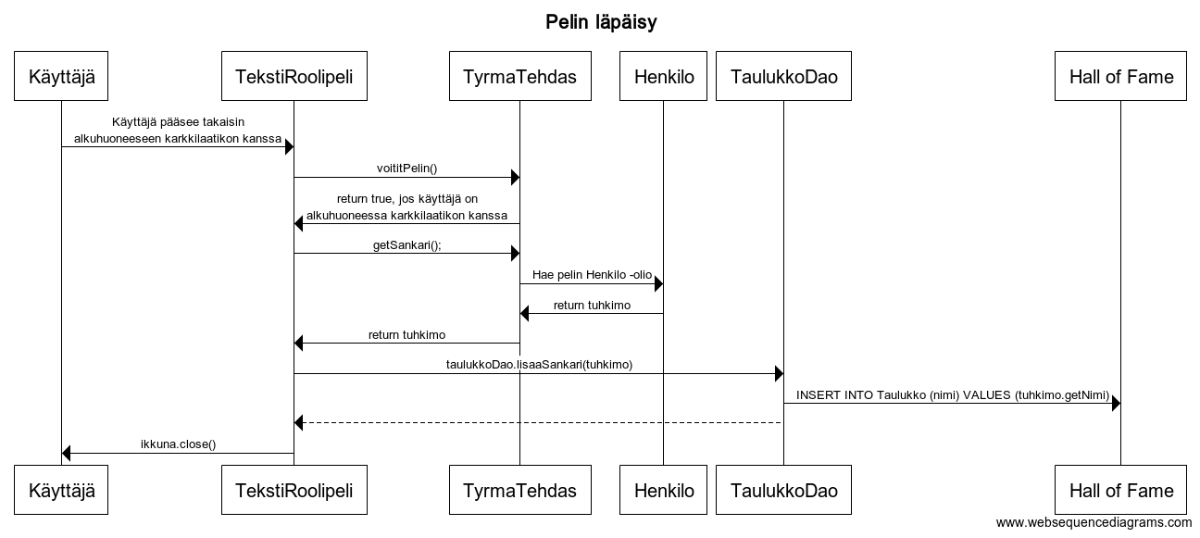 Pelin läpäisy
Käyttäjä
TekstiRoolipeli
TyrmaTehdas
Henkilo
TaulukkoDao
Hall of Fame
Käyttäjä pääsee takaisin
alkuhuoneeseen karkkilaatikon kanssa
voititPelin()
return true, jos käyttäjä on
alkuhuoneessa karkkilaatikon kanssa
getSankari();
Hae pelin Henkilo -olio
return tuhkimo
return tuhkimo
taulukkoDao.lisaaSankari(tuhkimo)
INSERT INTO Taulukko (nimi) VALUES (tuhkimo.getNimi)
ikkuna.close()
Käyttäjä
TekstiRoolipeli
TyrmaTehdas
Henkilo
TaulukkoDao
Hall of Fame
www.websequencediagrams.com